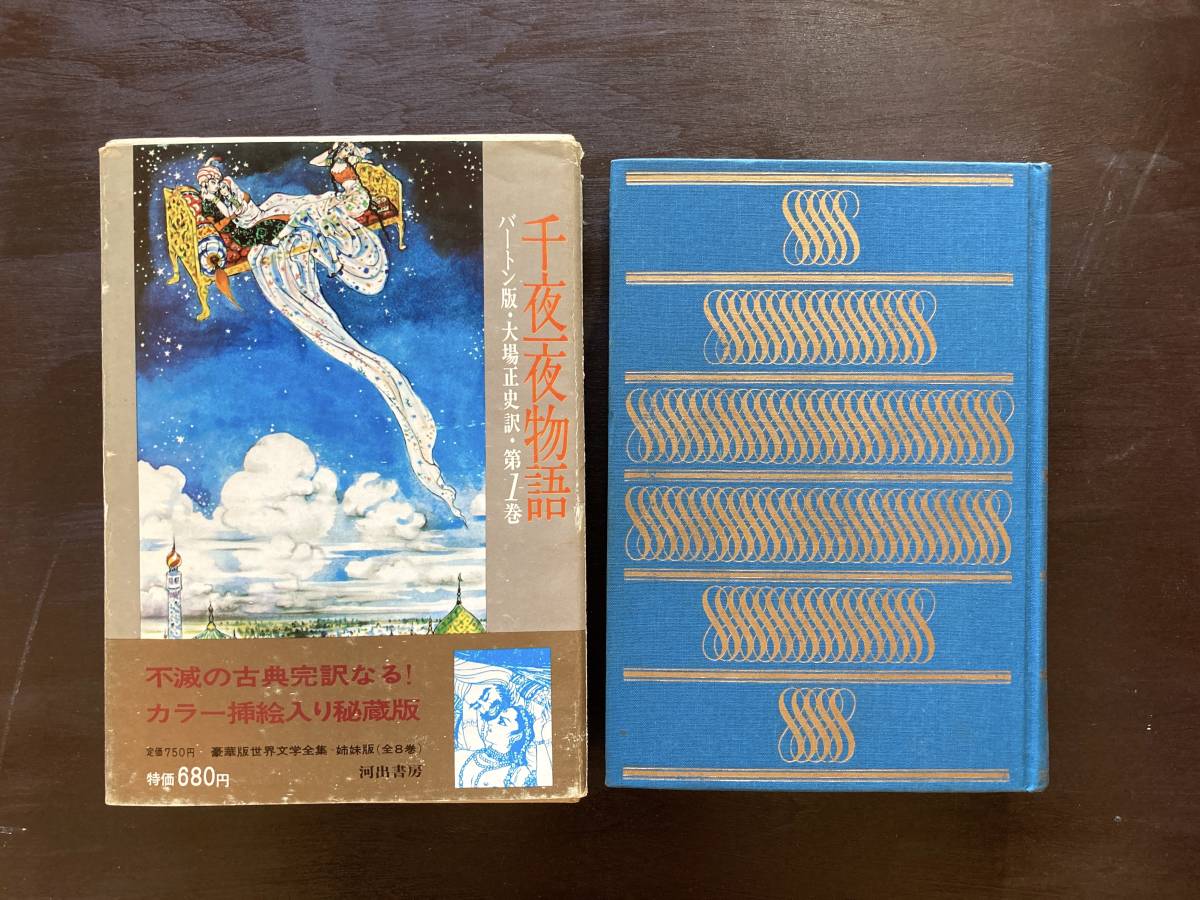 千夜一夜物語
バートン版・大場正史訳・第1巻
不滅の古典完訳なる!
カラー挿絵入り秘蔵版
定価750円 豪華版世界文学全集・姉妹版(全8巻)
特価680円 河出書房